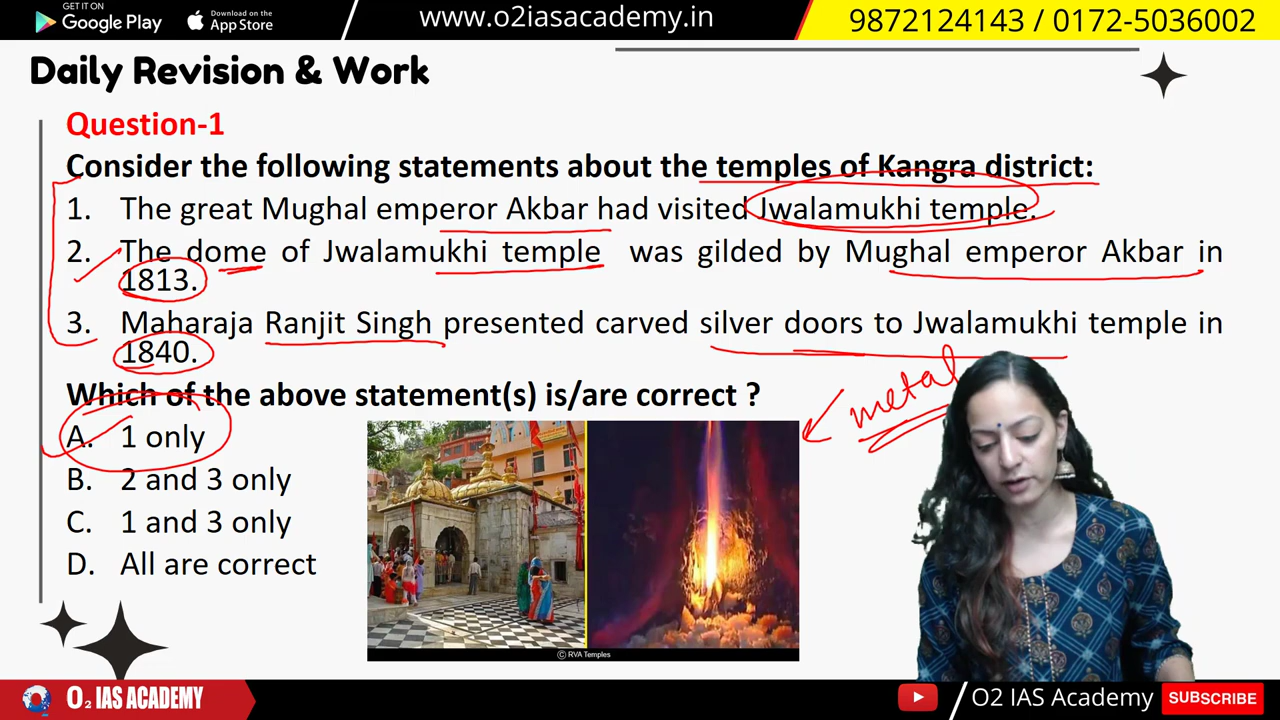 GET IT ON
Google Play
Download on the
App Store
www.o2iasacademy.in
9872124143 / 0172-5036002
Daily Revision & Work
Question-1
Consider the following statements about the temples of Kangra district:
1. The great Mughal emperor Akbar had visited Jwalamukhi temple.
2. The dome of Jwalamukhi temple was gilded by Mughal emperor Akbar in
1813.
3. Maharaja Ranjit Singh presented carved silver doors to Jwalamukhi temple in
1840.
Which of the above statement(s) is/are correct ?
metal
A. 1 only
B. 2 and 3 only
C. 1 and 3 only
D. All are correct
© RVA Temples
O2 IAS ACADEMY
O2 IAS Academy
SUBSCRIBE